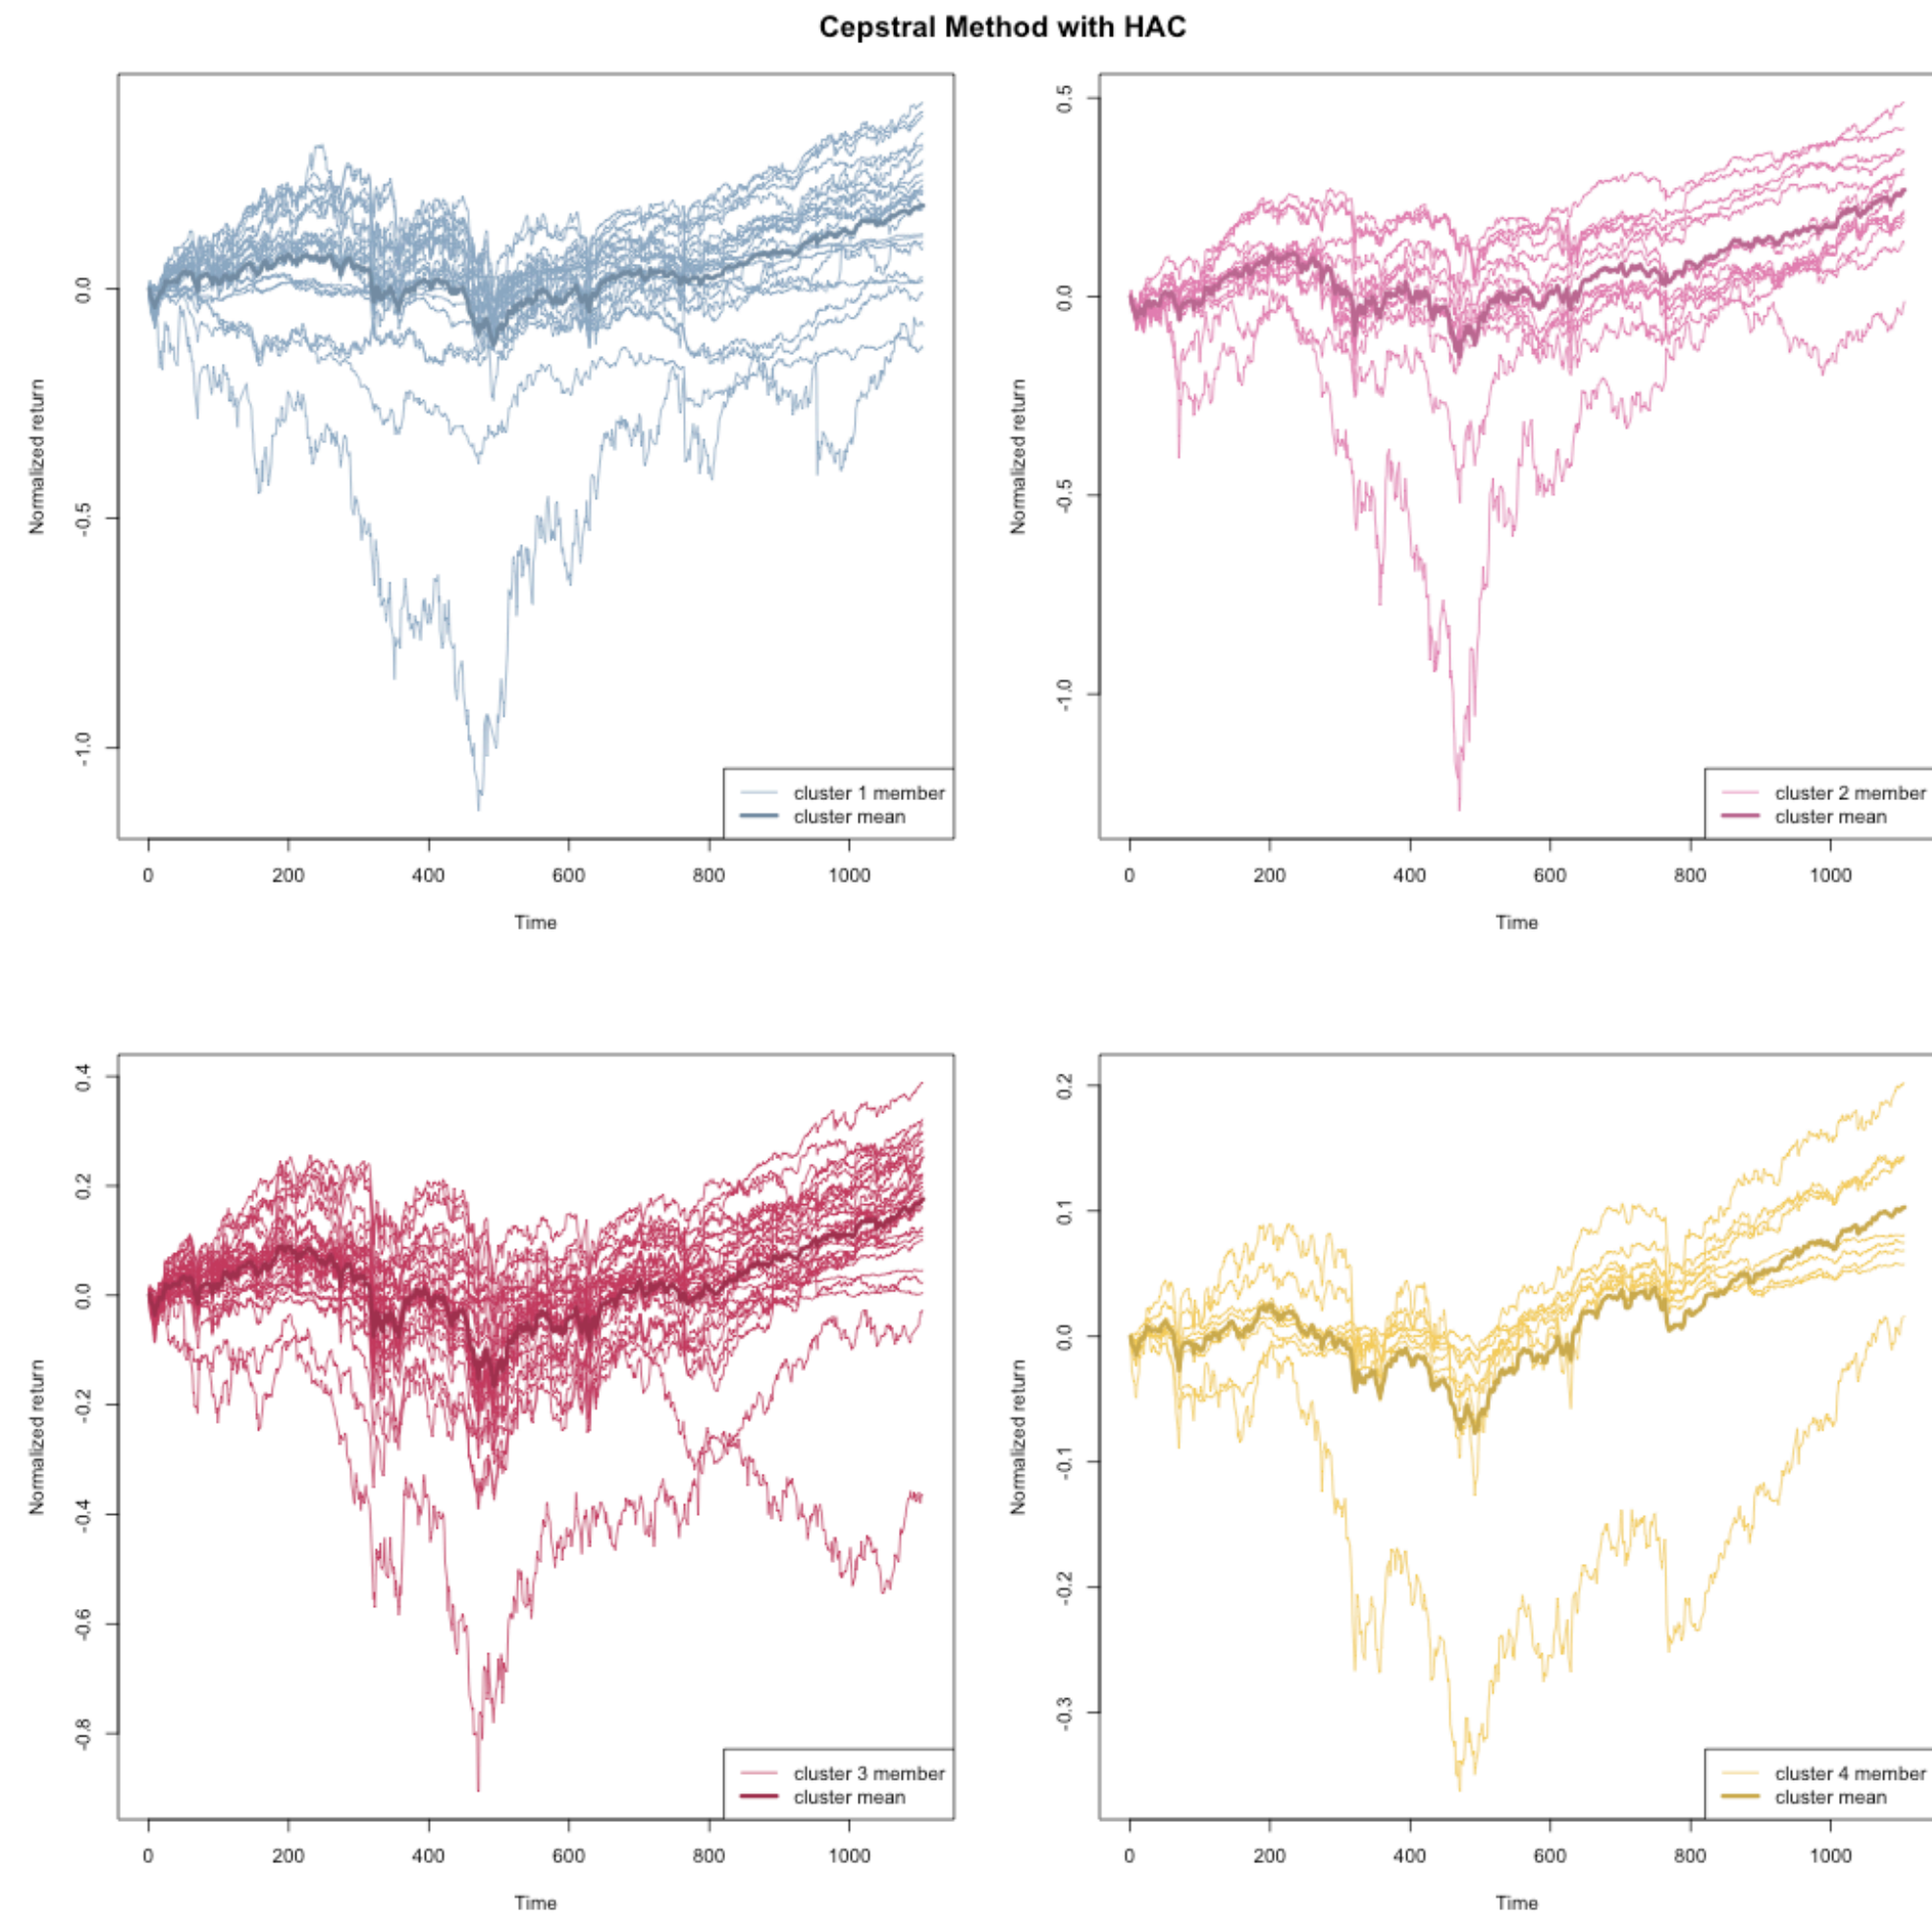 Cepstral Method with HAC
Normalized return
0.0
-0.5
-1.0
0 200 400 600 800 1000
Time
cluster 1 member
cluster mean
Normalized return
0.5
0.0
-0.5
-1.0
0 200 400 600 800 1000
Time
cluster 2 member
cluster mean
Normalized return
0.4
0.2
0.0
-0.2
-0.4
-0.6
-0.8
0 200 400 600 800 1000
Time
cluster 3 member
cluster mean
Normalized return
0.2
0.1
0.0
-0.1
-0.2
-0.3
0 200 400 600 800 1000
Time
cluster 4 member
cluster mean